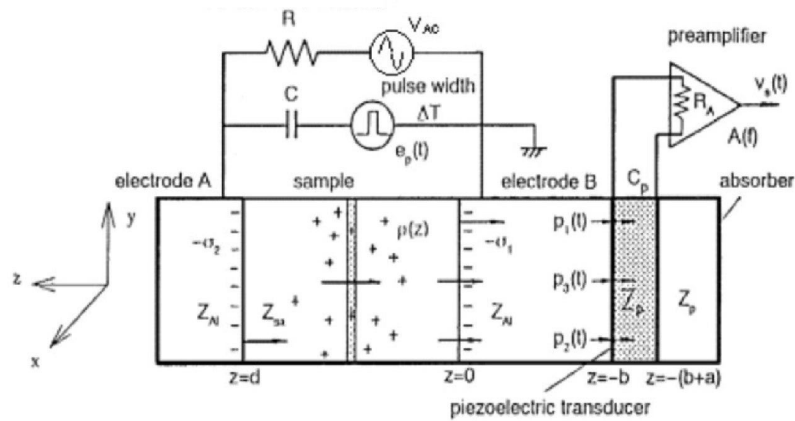 R
V_AC
pulse width
C
ΔT
e_p(t)
preamplifier
R_A
v_s(t)
A(f)
electrode A
sample
electrode B
C_p
absorber
y
z
x
-σ_2
ρ(z)
-σ_1
p_1(t)
p_3(t)
p_2(t)
Z_Al
Z_sa
Z_Al
Z_p
Z_p
z=d
z=0
z=-b
z=-(b+a)
piezoelectric transducer